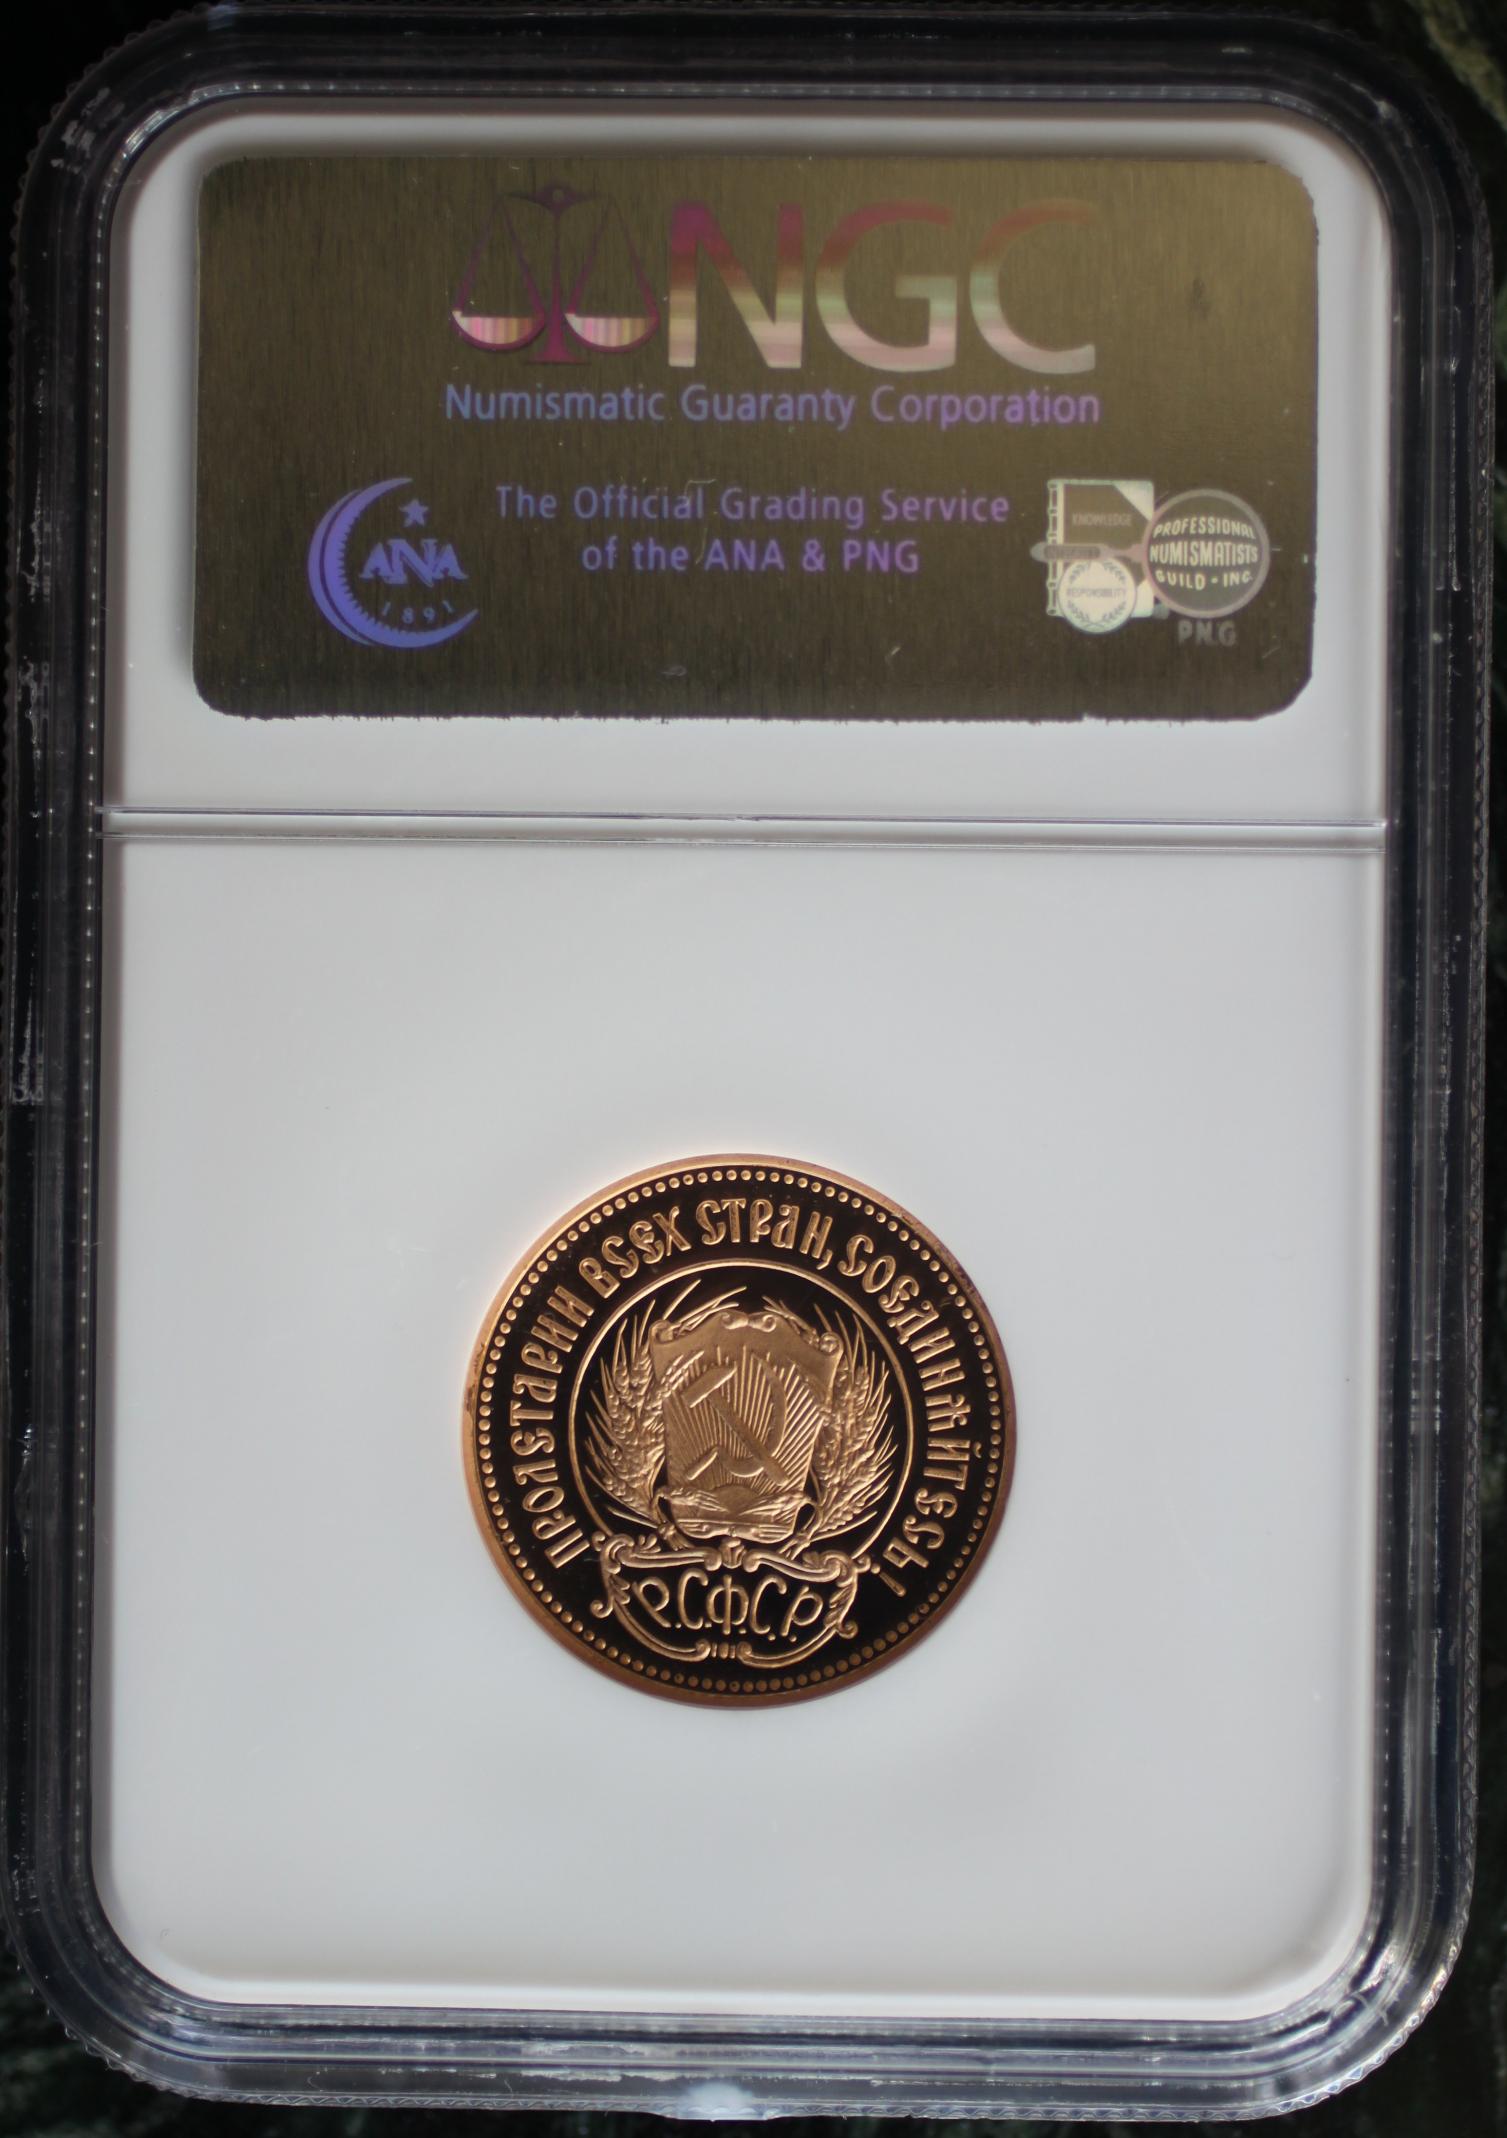 NGC
Numismatic Guaranty Corporation
The Official Grading Service
of the ANA & PNG
ANA
1891
KNOWLEDGE
RESPONSIBILITY
PROFESSIONAL
NUMISMATISTS
GUILD - INC.
PNG
ПРОЛЕТАРИИ ВСЕХ СТРАН, СОЕДИНЯЙТЕСЬ!
Р.С.Ф.С.Р.